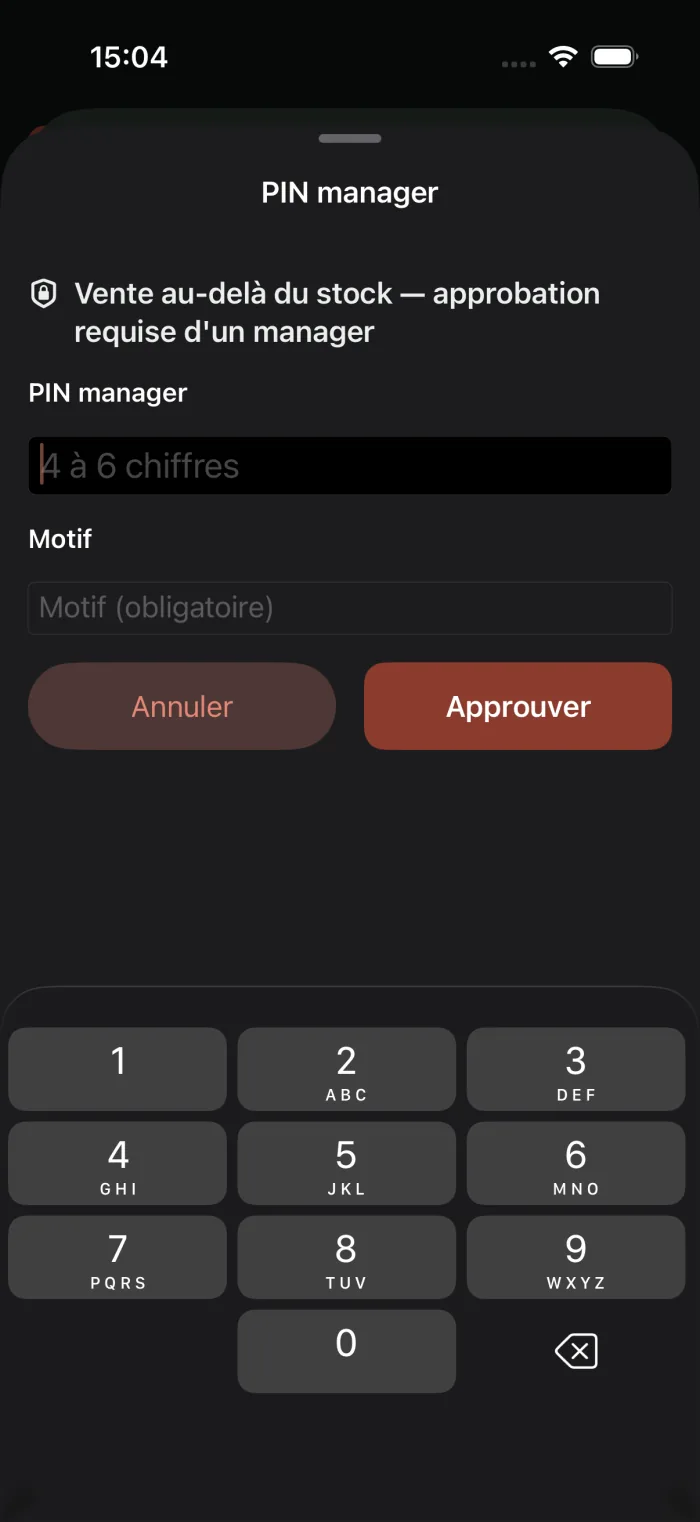 15:04
PIN manager
Vente au-delà du stock — approbation
requise d'un manager
PIN manager
4 à 6 chiffres
Motif
Motif (obligatoire)
Annuler
Approuver
1
2
ABC
3
DEF
4
GHI
5
JKL
6
MNO
7
PQRS
8
TUV
9
WXYZ
0